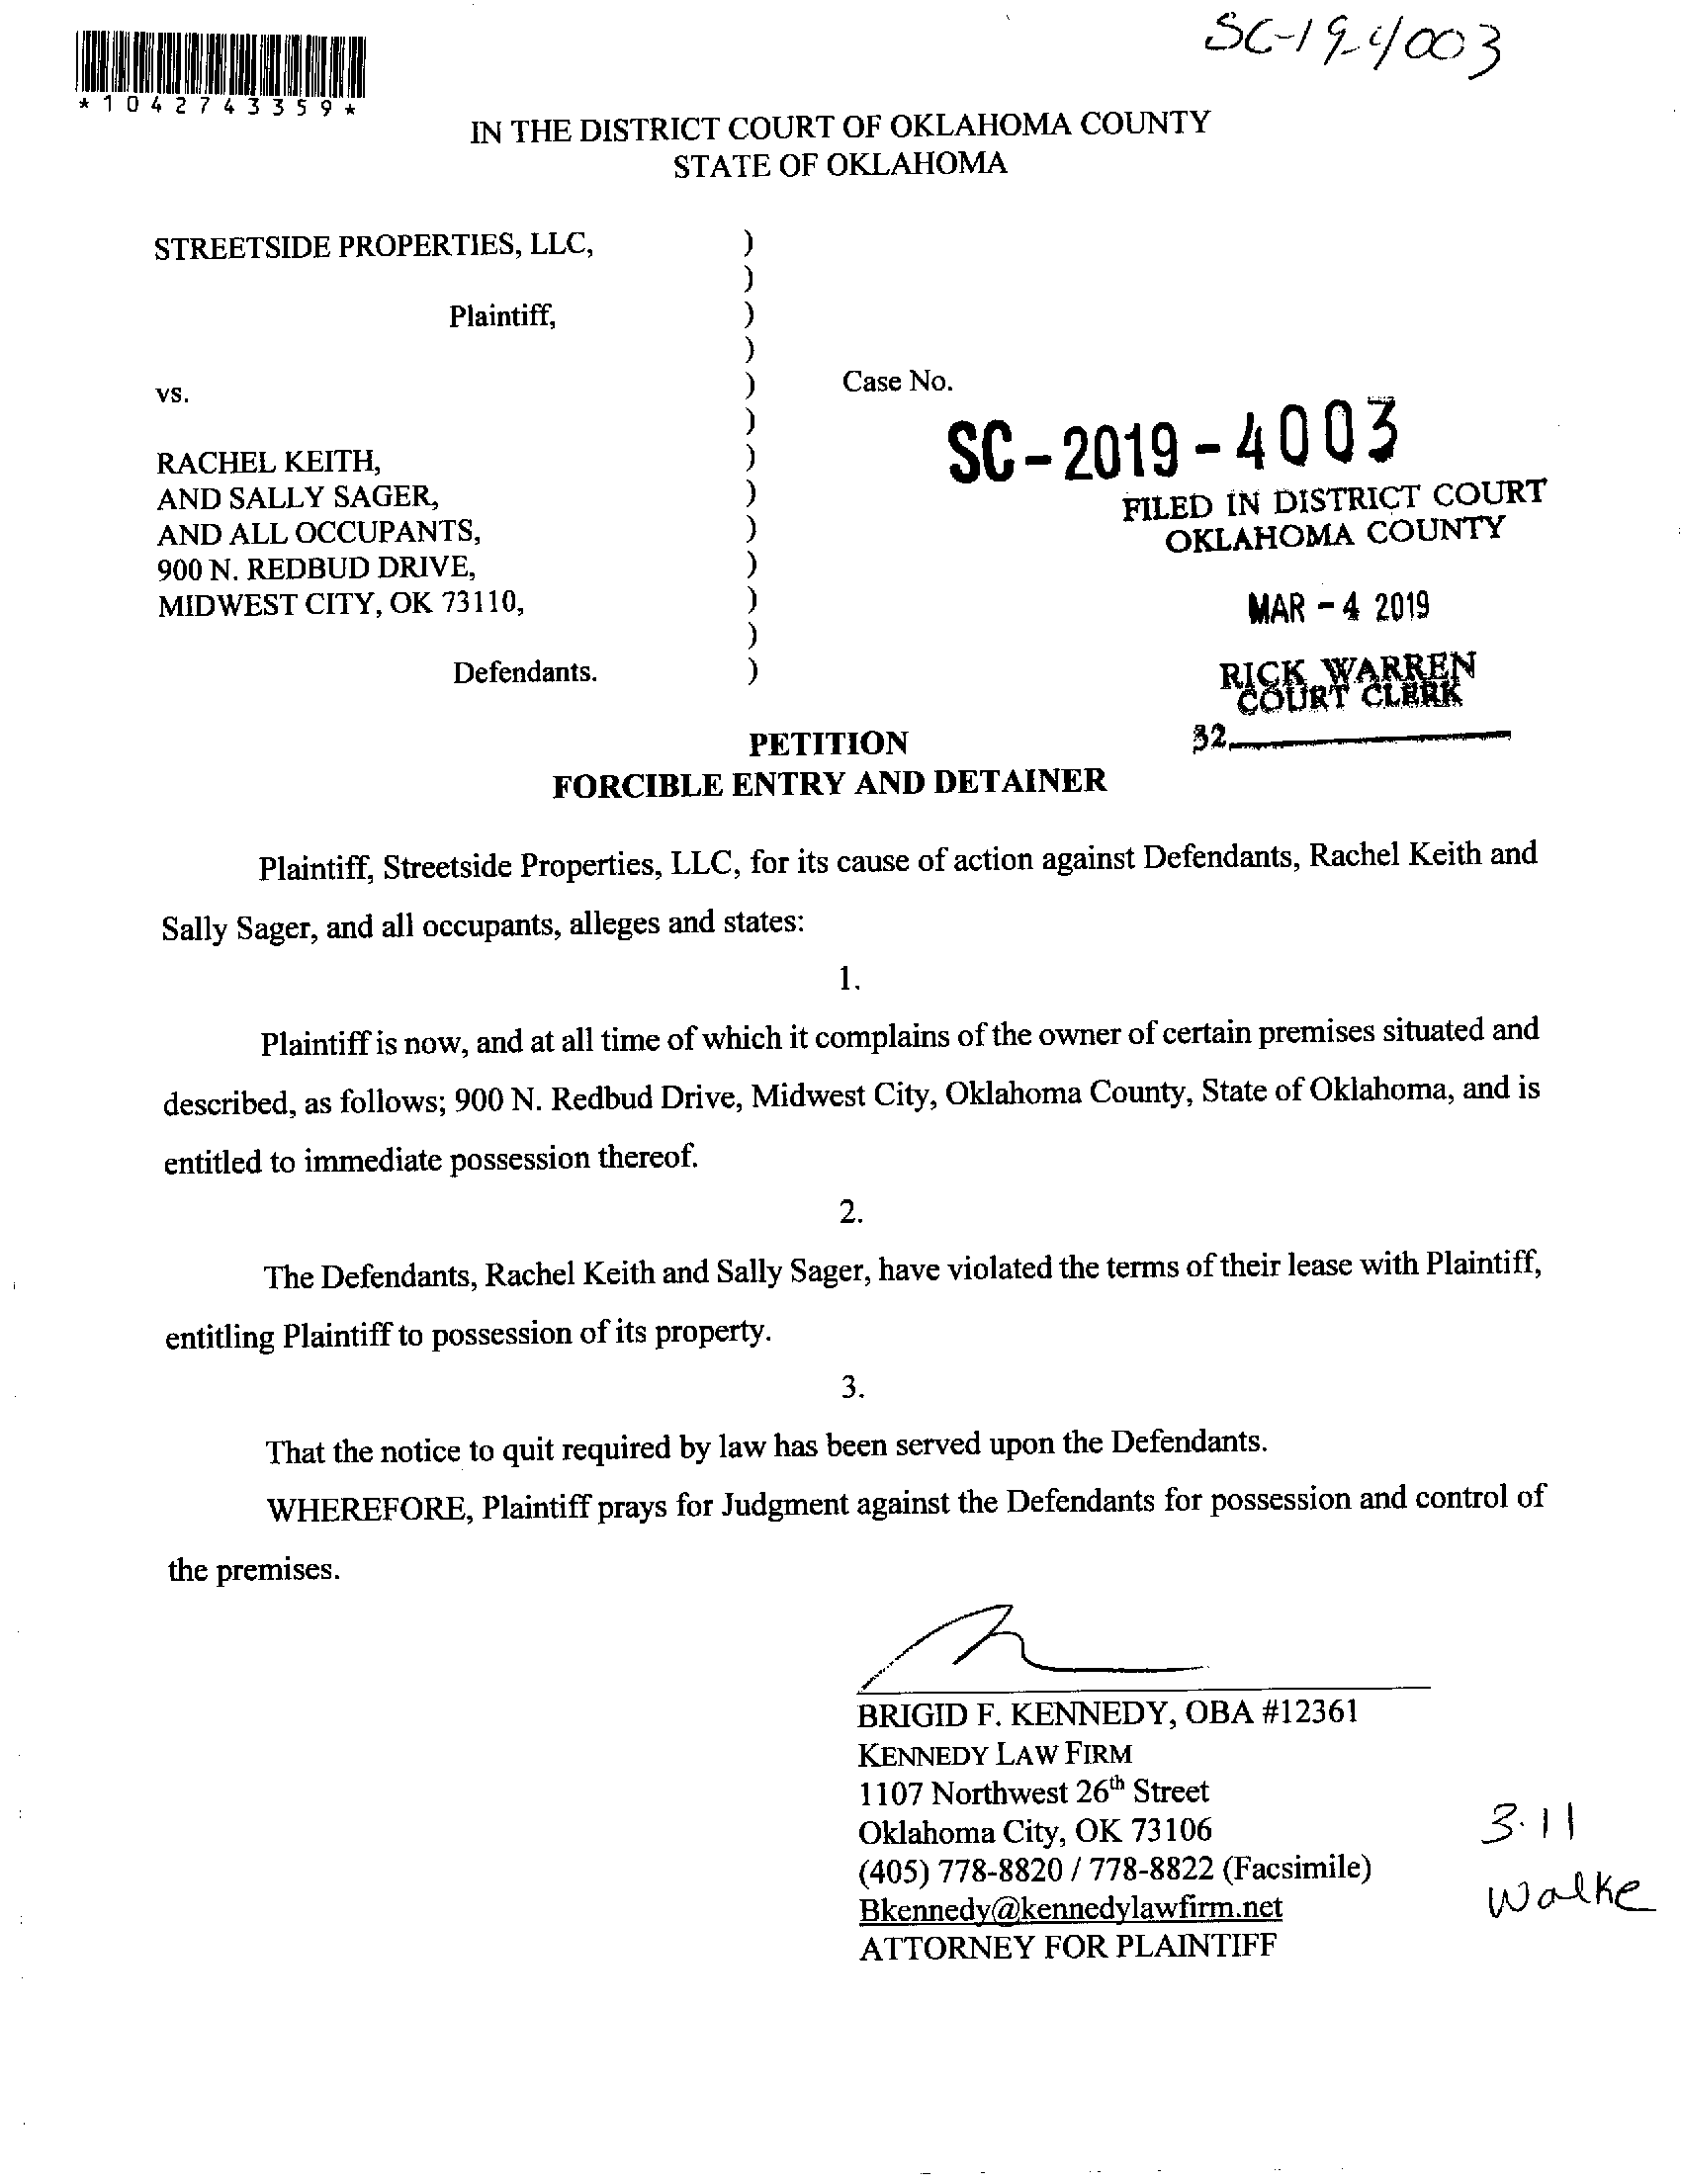 SC-19-4003
*1042743359*
IN THE DISTRICT COURT OF OKLAHOMA COUNTY
STATE OF OKLAHOMA
STREETSIDE PROPERTIES, LLC, )
)
Plaintiff, )
)
vs. ) Case No.
)
SC-2019-4003
RACHEL KEITH, )
AND SALLY SAGER, )
AND ALL OCCUPANTS, )
900 N. REDBUD DRIVE, )
MIDWEST CITY, OK 73110, )
)
Defendants. )
FILED IN DISTRICT COURT
OKLAHOMA COUNTY
MAR - 4 2019
RICK WARREN
COURT CLERK
32
PETITION
FORCIBLE ENTRY AND DETAINER
Plaintiff, Streetside Properties, LLC, for its cause of action against Defendants, Rachel Keith and
Sally Sager, and all occupants, alleges and states:
1.
Plaintiff is now, and at all time of which it complains of the owner of certain premises situated and
described, as follows; 900 N. Redbud Drive, Midwest City, Oklahoma County, State of Oklahoma, and is
entitled to immediate possession thereof.
2.
The Defendants, Rachel Keith and Sally Sager, have violated the terms of their lease with Plaintiff,
entitling Plaintiff to possession of its property.
3.
That the notice to quit required by law has been served upon the Defendants.
WHEREFORE, Plaintiff prays for Judgment against the Defendants for possession and control of
the premises.
BRIGID F. KENNEDY, OBA #12361
KENNEDY LAW FIRM
1107 Northwest 26th Street
Oklahoma City, OK 73106
(405) 778-8820 / 778-8822 (Facsimile)
Bkennedy@kennedylawfirm.net
ATTORNEY FOR PLAINTIFF
3.11
Walke